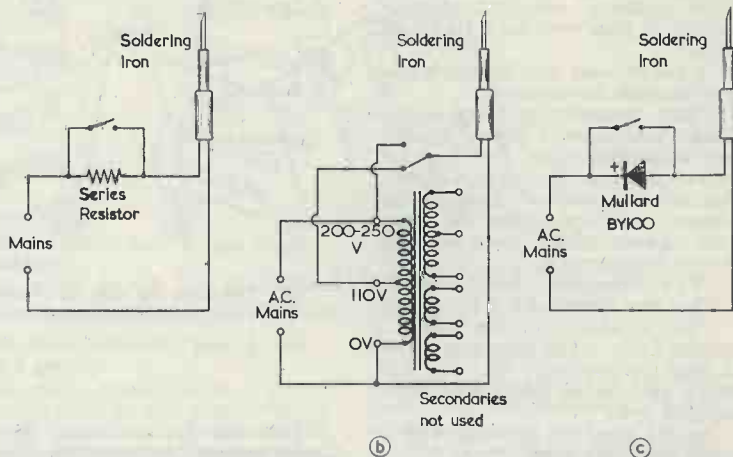 Soldering
Iron
Series
Resistor
Mains
Soldering
Iron
200-250
V
A.C.
Mains
110V
0V
Secondaries
not used
b
Soldering
Iron
+
Mullard
BY100
A.C.
Mains
c